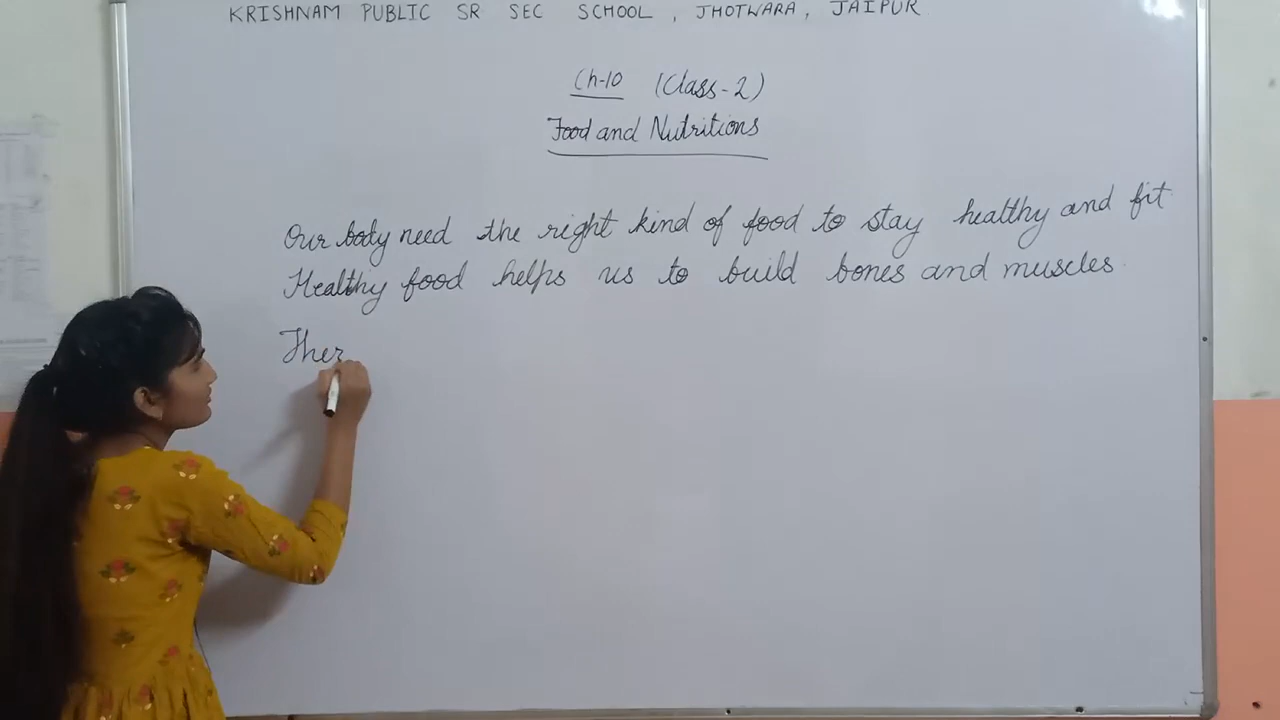 KRISHNAM PUBLIC SR SEC SCHOOL, JHOTWARA, JAIPUR
Ch-10 (Class-2)
Food and Nutritions
Our body need the right kind of food to stay healthy and fit.
Healthy food helps us to build bones and muscles.
Ther